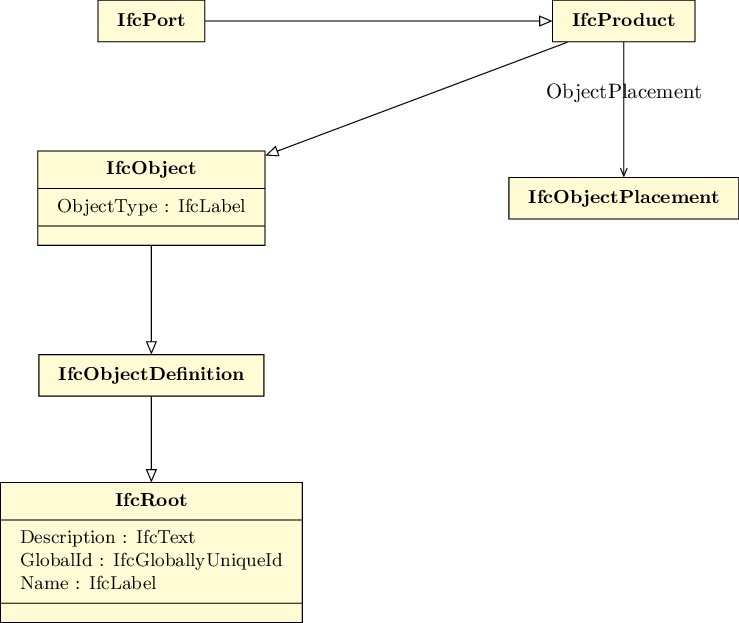 IfcPort
IfcProduct
ObjectPlacement
IfcObject
ObjectType : IfcLabel
IfcObjectPlacement
IfcObjectDefinition
IfcRoot
Description : IfcText
GlobalId : IfcGloballyUniqueId
Name : IfcLabel